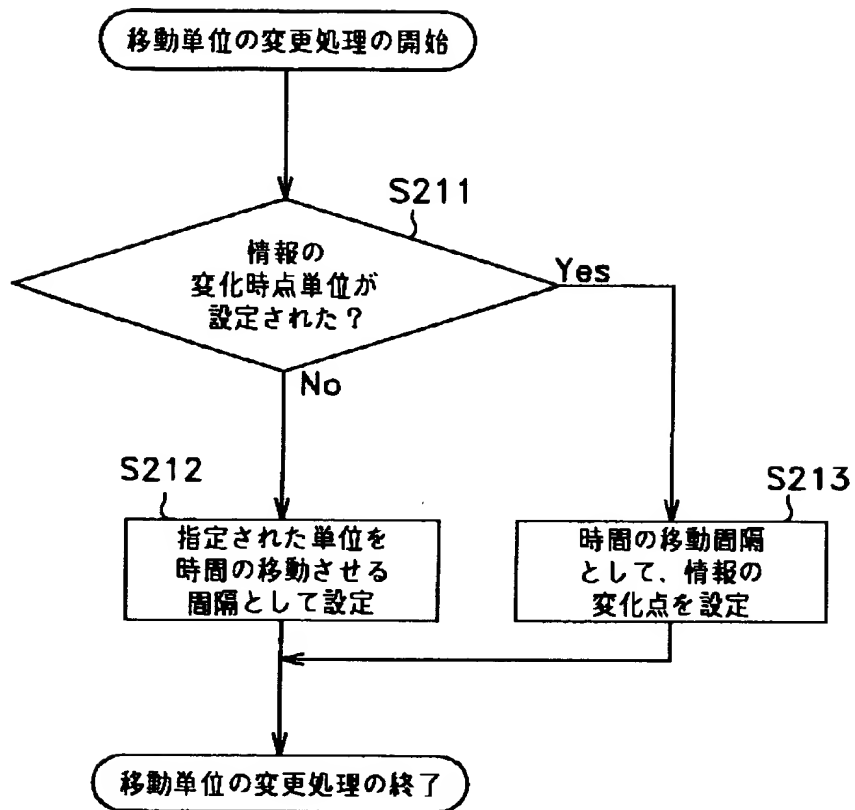 移動単位の変更処理の開始
S211
情報の
変化時点単位が
設定された？
Yes
No
S212
指定された単位を
時間の移動させる
間隔として設定
S213
時間の移動間隔
として、情報の
変化点を設定
移動単位の変更処理の終了